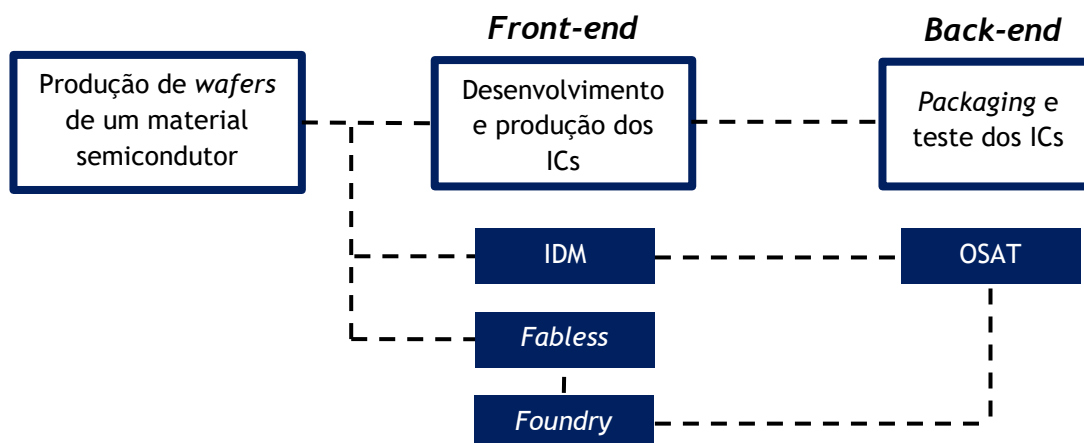 Front-end
Back-end
Produção de wafers
de um material
semicondutor
Desenvolvimento
e produção dos
ICs
Packaging e
teste dos ICs
IDM
OSAT
Fabless
Foundry